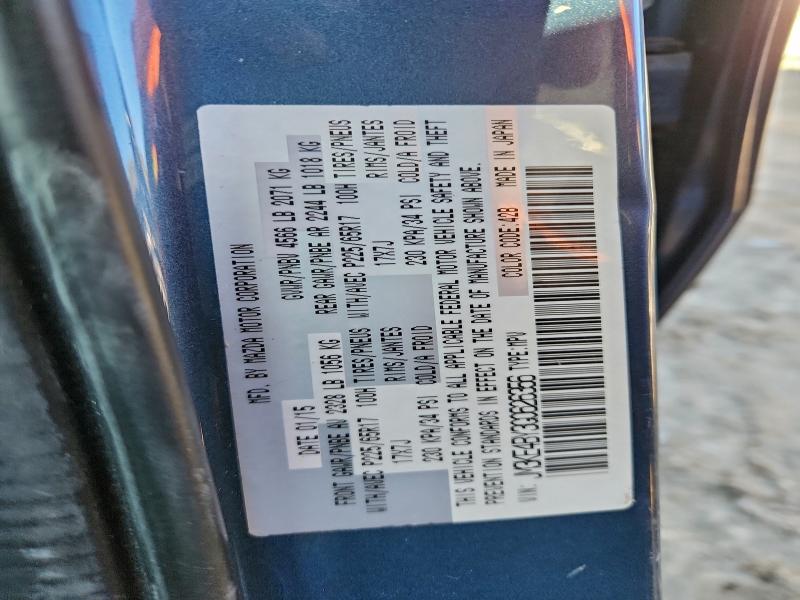 MFD. BY MAZDA MOTOR CORPORATION
DATE 01/15 GVWR/PNBV 4566 LB 2071 KG
FRONT GAWR/PNBE AV 2328 LB 1056 KG REAR GAWR/PNBE AR 2244 LB 1018 KG
WITH/AVEC P225/65R17 100H TIRES/PNEUS WITH/AVEC P225/65R17 100H TIRES/PNEUS
17X7J RIMS/JANTES 17X7J RIMS/JANTES
230 KPA/34 PSI COLD/A FROID 230 KPA/34 PSI COLD/A FROID
THIS VEHICLE CONFORMS TO ALL APPLICABLE FEDERAL MOTOR VEHICLE SAFETY AND THEFT
PREVENTION STANDARDS IN EFFECT ON THE DATE OF MANUFACTURE SHOWN ABOVE.
COLOR CODE:42B MADE IN JAPAN
VIN: JM3KE4BY3G0626356 TYPE:MPV